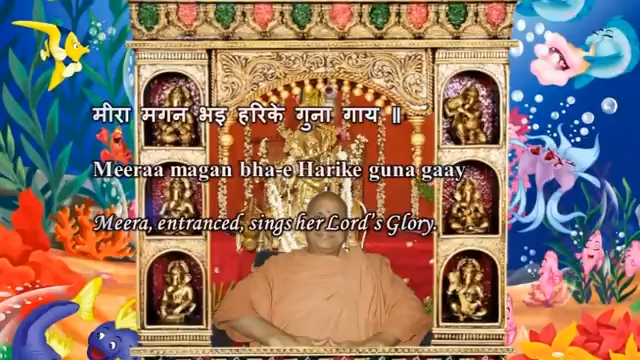 मीरा मगन भइ हरिके गुना गाय ॥
Meeraa magan bha-e Harike guna gaay
Meera, entranced, sings her Lord's Glory.